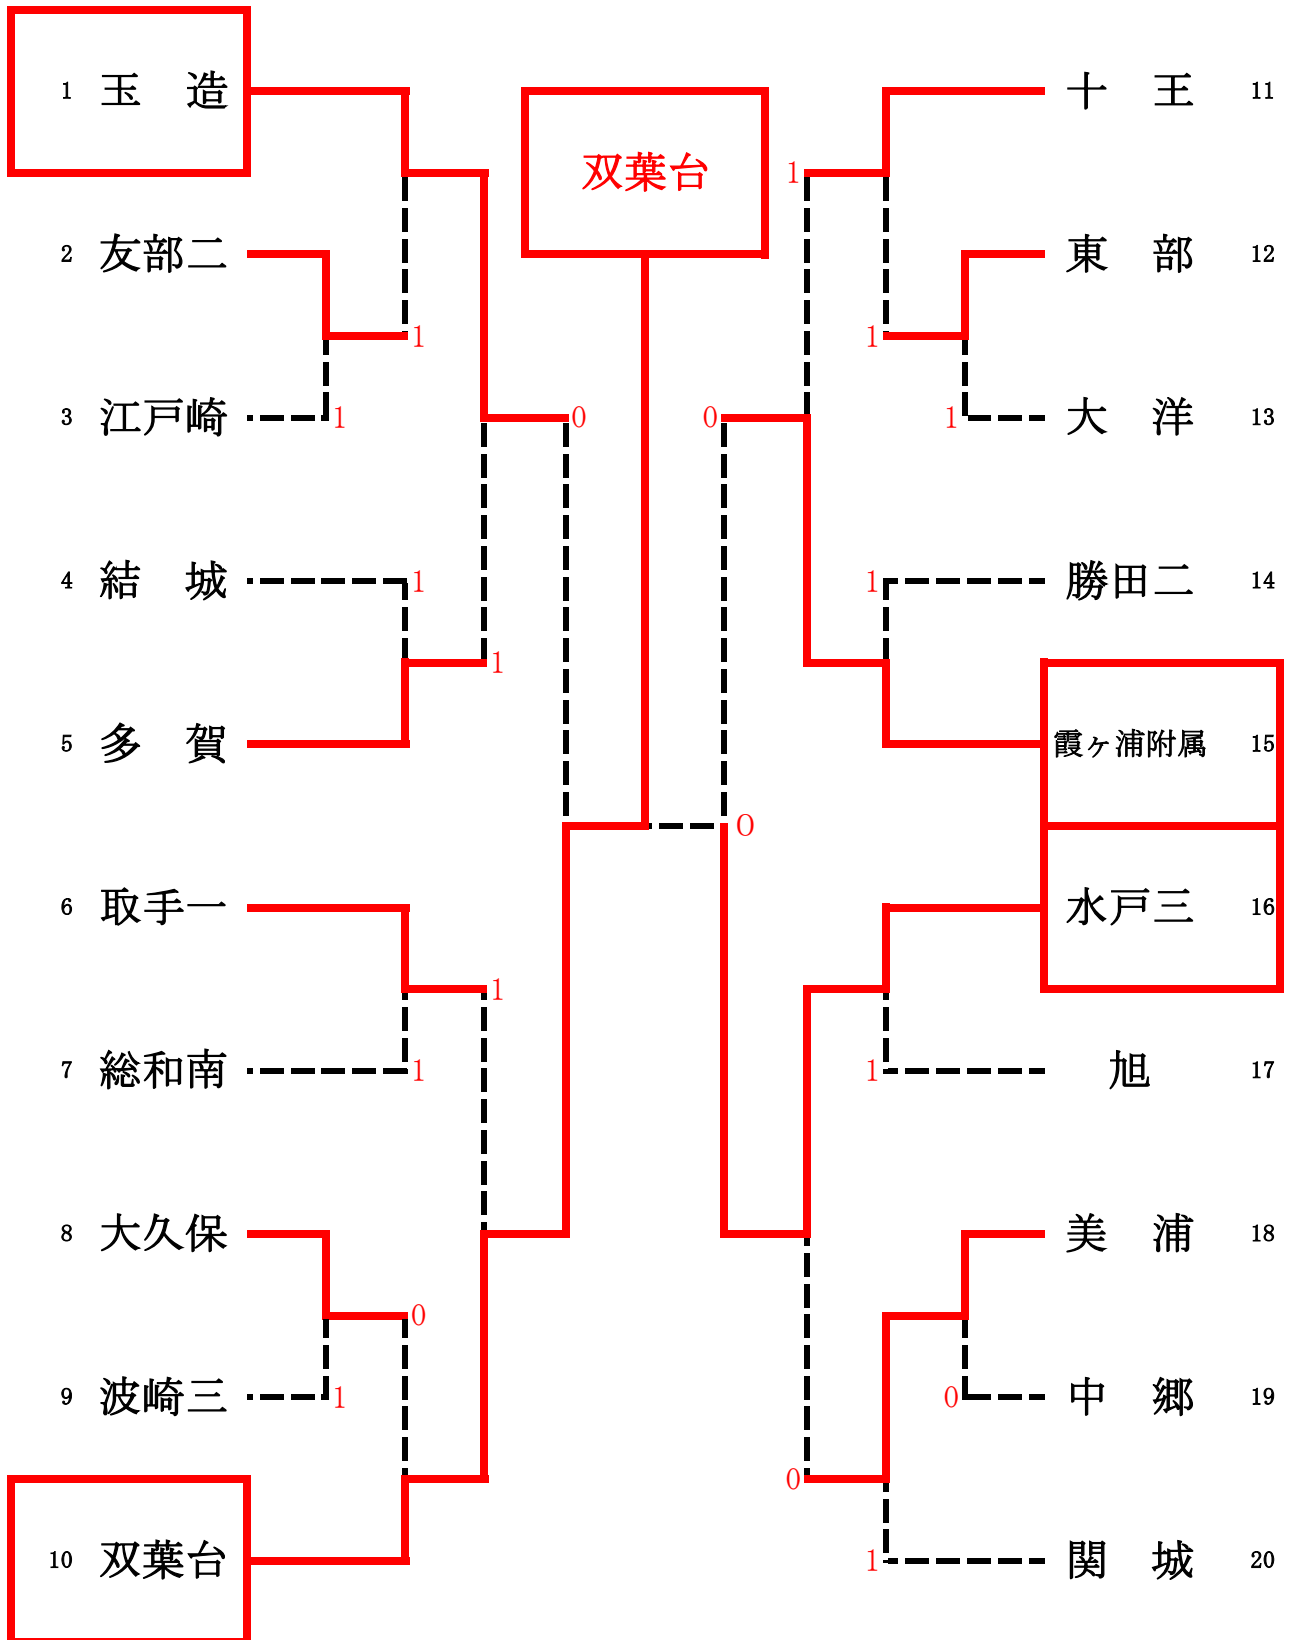 双葉台
1 玉 造
2 友部二
1
3 江戸崎 1
0
4 結 城 1
1
5 多 賀
6 取手一
1
7 総和南 1
8 大久保
0
9 波崎三 1
10 双葉台
十 王 11
1
東 部 12
1
1 大 洋 13
0
1 勝田二 14
霞ヶ浦附属 15
0
水戸三 16
1 旭 17
美 浦 18
0 中 郷 19
0
1 関 城 20